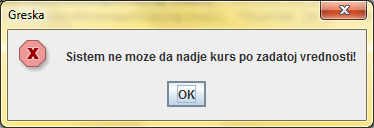 Greska
Sistem ne moze da nadje kurs po zadatoj vrednosti!
OK